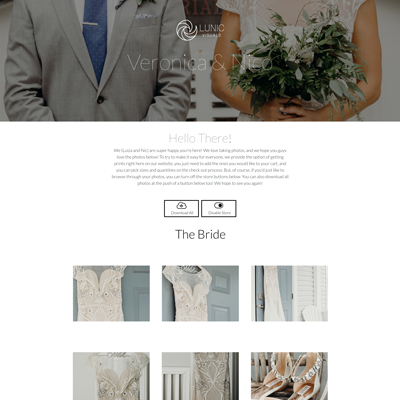 LUNIC
VISUALS
Veronica & Nico
Hello There!
We (Luiza and Nic) are super happy you're here! We love taking photos, and we hope you guys
love the photos below! To try to make it easy for everyone, we provide the option of getting
prints right here on our website, you just need to add the ones you would like to your cart, and
you can pick sizes and quantities on the check out process. But, of course, if you'd just like to
browse through your photos, you can turn off the store buttons below. You can also download all
photos at the push of a button below too! We hope to see you again!
Download All
Disable Store
The Bride